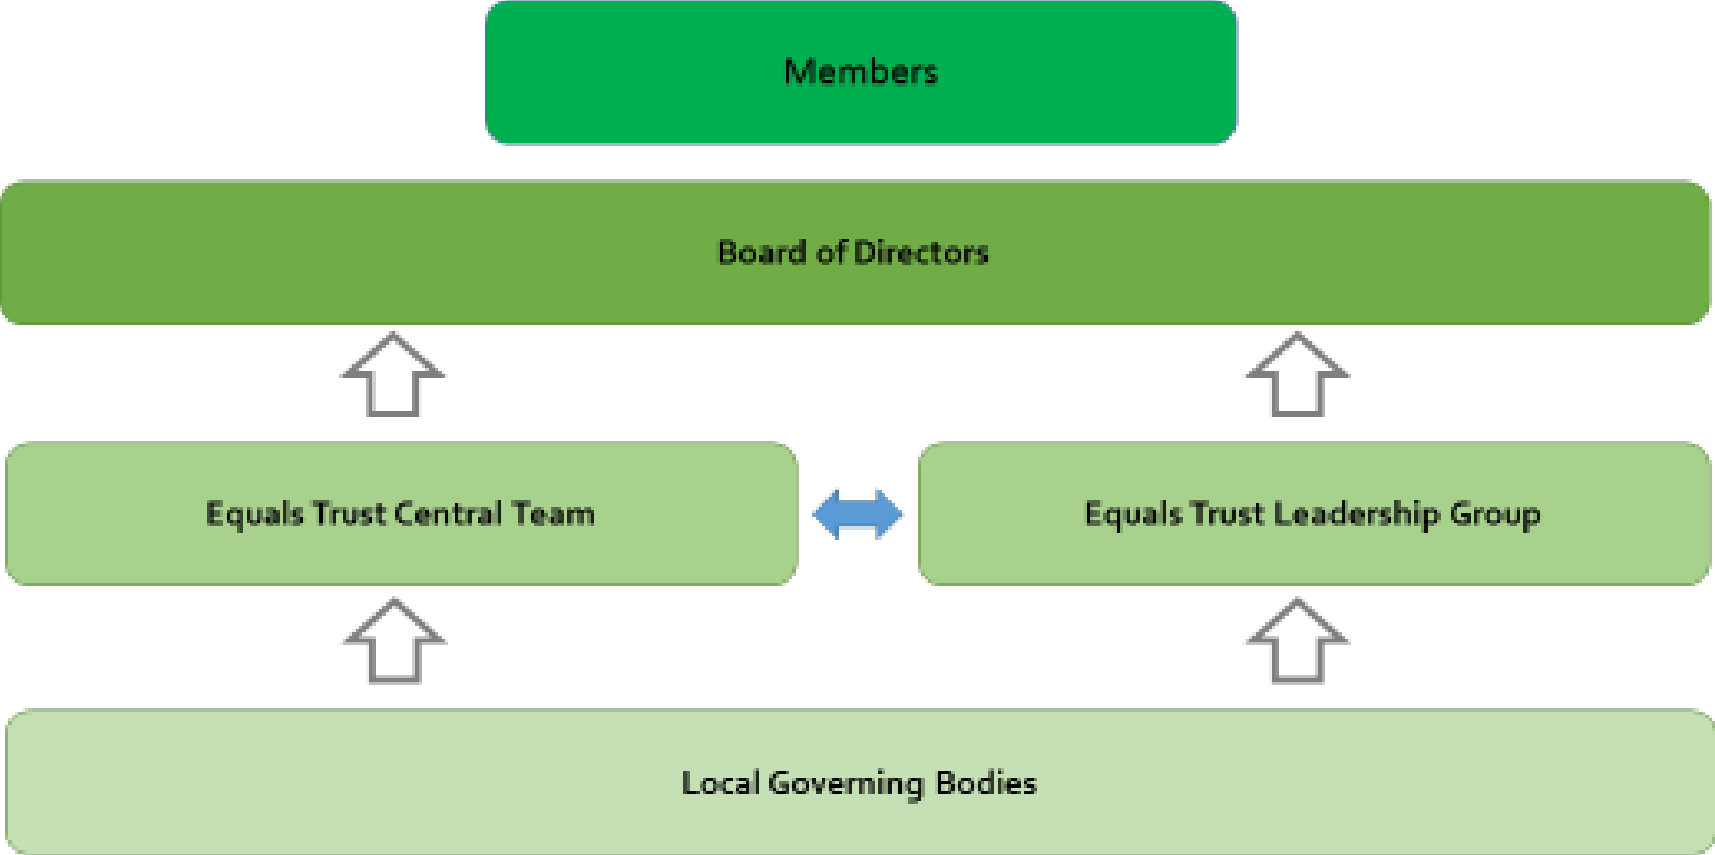 Members
Board of Directors
Equals Trust Central Team
Equals Trust Leadership Group
Local Governing Bodies